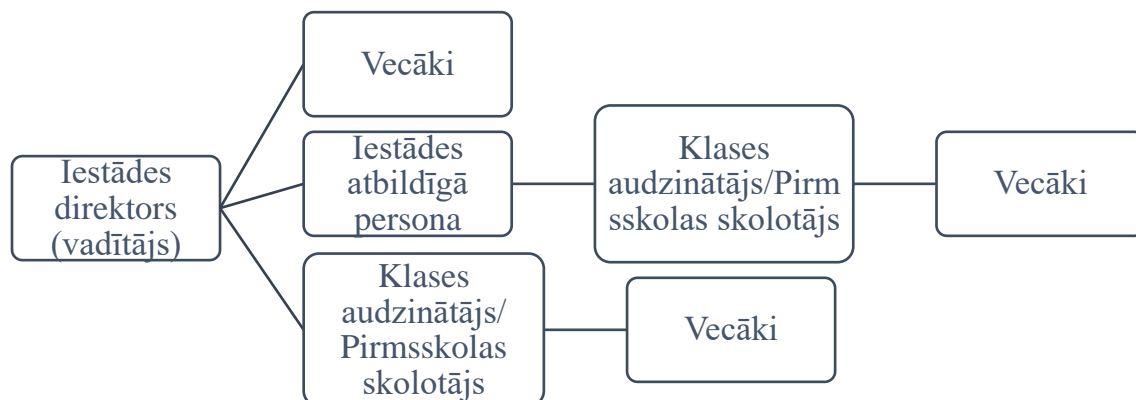 Vecāki
Iestādes
direktors
(vadītājs)
Iestādes
atbildīgā
persona
Klases
audzinātājs/Pirm
sskolas skolotājs
Vecāki
Klases
audzinātājs/
Pirmsskolas
skolotājs
Vecāki